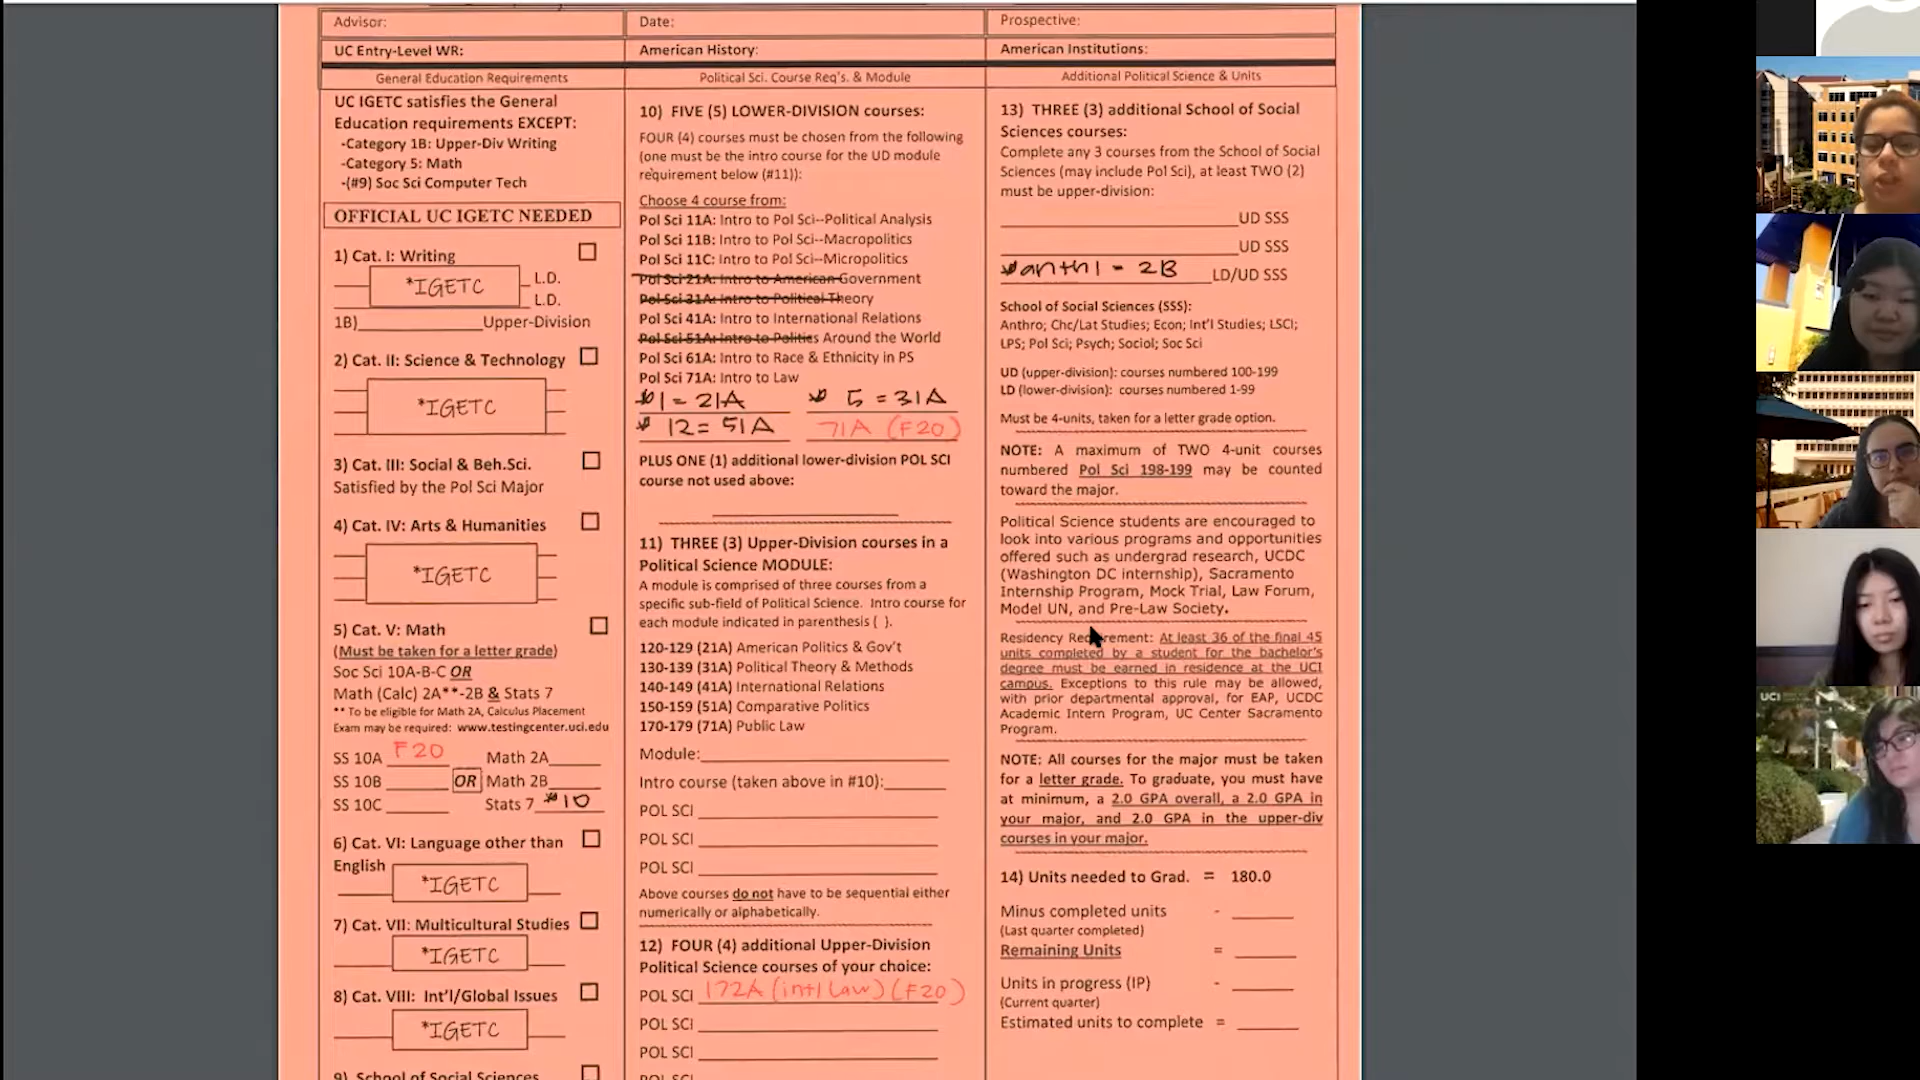 Advisor:
Date:
Prospective:
UC Entry-Level WR:
American History:
American Institutions:
General Education Requirements
Political Sci. Course Req's. & Module
Additional Political Science & Units
UC IGETC satisfies the General
Education requirements EXCEPT:
-Category 1B: Upper-Div Writing
-Category 5: Math
-(#9) Soc Sci Computer Tech
OFFICIAL UC IGETC NEEDED
1) Cat. I: Writing
*IGETC
L.D.
L.D.
1B)____________Upper-Division
2) Cat. II: Science & Technology
*IGETC
3) Cat. III: Social & Beh.Sci.
Satisfied by the Pol Sci Major
4) Cat. IV: Arts & Humanities
*IGETC
5) Cat. V: Math
(Must be taken for a letter grade)
Soc Sci 10A-B-C OR
Math (Calc) 2A**-2B & Stats 7
** To be eligible for Math 2A, Calculus Placement
Exam may be required: www.testingcenter.uci.edu
SS 10A F20 Math 2A
SS 10B OR Math 2B
SS 10C Stats 7 *10
6) Cat. VI: Language other than
English
*IGETC
7) Cat. VII: Multicultural Studies
*IGETC
8) Cat. VIII: Int'l/Global Issues
*IGETC
9) School of Social Sciences
10) FIVE (5) LOWER-DIVISION courses:
FOUR (4) courses must be chosen from the following
(one must be the intro course for the UD module
requirement below (#11)):
Choose 4 course from:
Pol Sci 11A: Intro to Pol Sci--Political Analysis
Pol Sci 11B: Intro to Pol Sci--Macropolitics
Pol Sci 11C: Intro to Pol Sci--Micropolitics
Pol Sci 21A: Intro to American Government
Pol Sci 31A: Intro to Political Theory
Pol Sci 41A: Intro to International Relations
Pol Sci 51A: Intro to Politics Around the World
Pol Sci 61A: Intro to Race & Ethnicity in PS
Pol Sci 71A: Intro to Law
*1 = 21A * 5 = 31A
* 12 = 51A 71A (F20)
PLUS ONE (1) additional lower-division POL SCI
course not used above:
11) THREE (3) Upper-Division courses in a
Political Science MODULE:
A module is comprised of three courses from a
specific sub-field of Political Science. Intro course for
each module indicated in parenthesis ( ).
120-129 (21A) American Politics & Gov't
130-139 (31A) Political Theory & Methods
140-149 (41A) International Relations
150-159 (51A) Comparative Politics
170-179 (71A) Public Law
Module:
Intro course (taken above in #10):
POL SCI
POL SCI
POL SCI
Above courses do not have to be sequential either
numerically or alphabetically.
12) FOUR (4) additional Upper-Division
Political Science courses of your choice:
POL SCI 172A (intl law) (F20)
POL SCI
POL SCI
POL SCI
13) THREE (3) additional School of Social
Sciences courses:
Complete any 3 courses from the School of Social
Sciences (may include Pol Sci), at least TWO (2)
must be upper-division:
UD SSS
UD SSS
*anth 1 = 2B LD/UD SSS
School of Social Sciences (SSS):
Anthro; Chc/Lat Studies; Econ; Int'l Studies; LSCI;
LPS; Pol Sci; Psych; Sociol; Soc Sci
UD (upper-division): courses numbered 100-199
LD (lower-division): courses numbered 1-99
Must be 4-units, taken for a letter grade option.
NOTE: A maximum of TWO 4-unit courses
numbered Pol Sci 198-199 may be counted
toward the major.
Political Science students are encouraged to
look into various programs and opportunities
offered such as undergrad research, UCDC
(Washington DC internship), Sacramento
Internship Program, Mock Trial, Law Forum,
Model UN, and Pre-Law Society.
Residency Requirement: At least 36 of the final 45
units completed by a student for the bachelor's
degree must be earned in residence at the UCI
campus. Exceptions to this rule may be allowed,
with prior departmental approval, for EAP, UCDC
Academic Intern Program, UC Center Sacramento
Program.
NOTE: All courses for the major must be taken
for a letter grade. To graduate, you must have
at minimum, a 2.0 GPA overall, a 2.0 GPA in
your major, and 2.0 GPA in the upper-div
courses in your major.
14) Units needed to Grad. = 180.0
Minus completed units -
(Last quarter completed)
Remaining Units =
Units in progress (IP) -
(Current quarter)
Estimated units to complete =
UCI